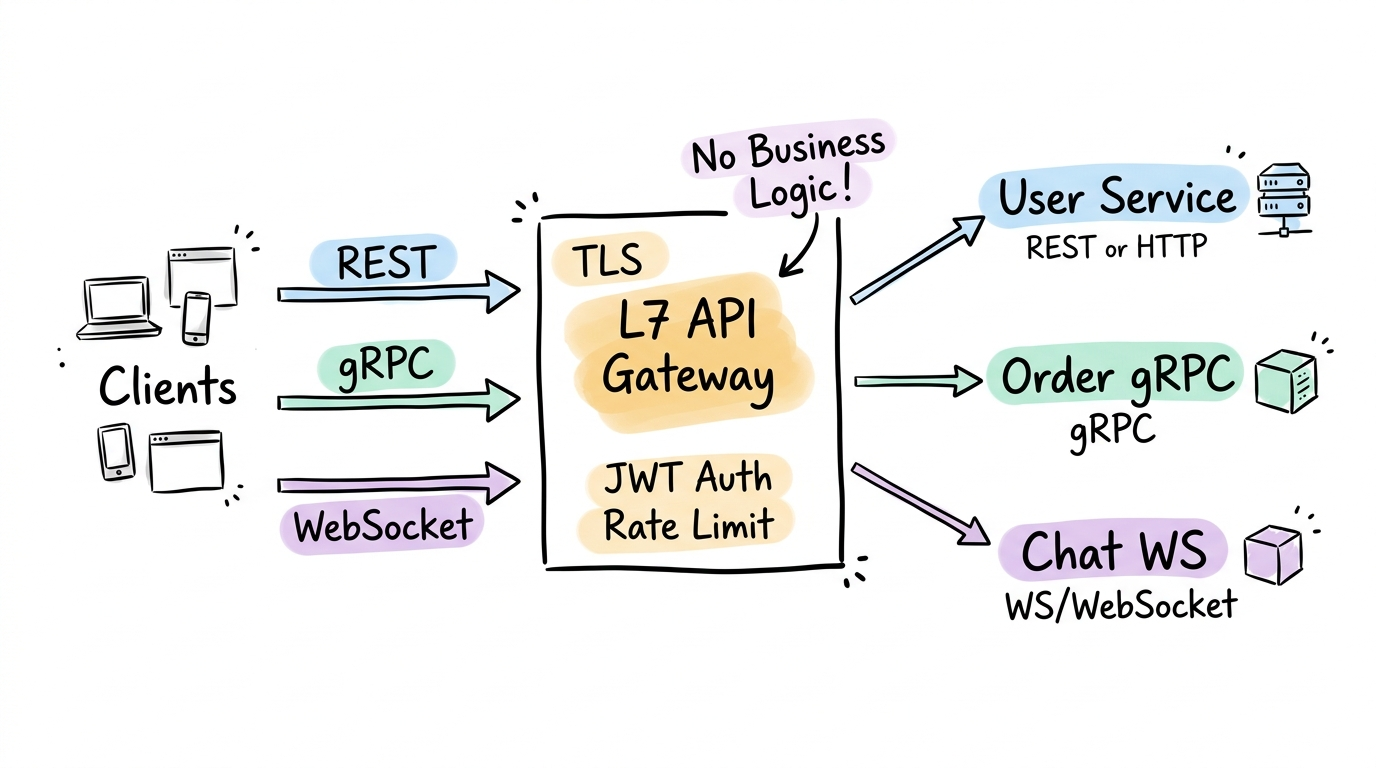 Clients
REST
gRPC
WebSocket
No Business
Logic!
TLS
L7 API
Gateway
JWT Auth
Rate Limit
User Service
REST or HTTP
Order gRPC
gRPC
Chat WS
WS/WebSocket